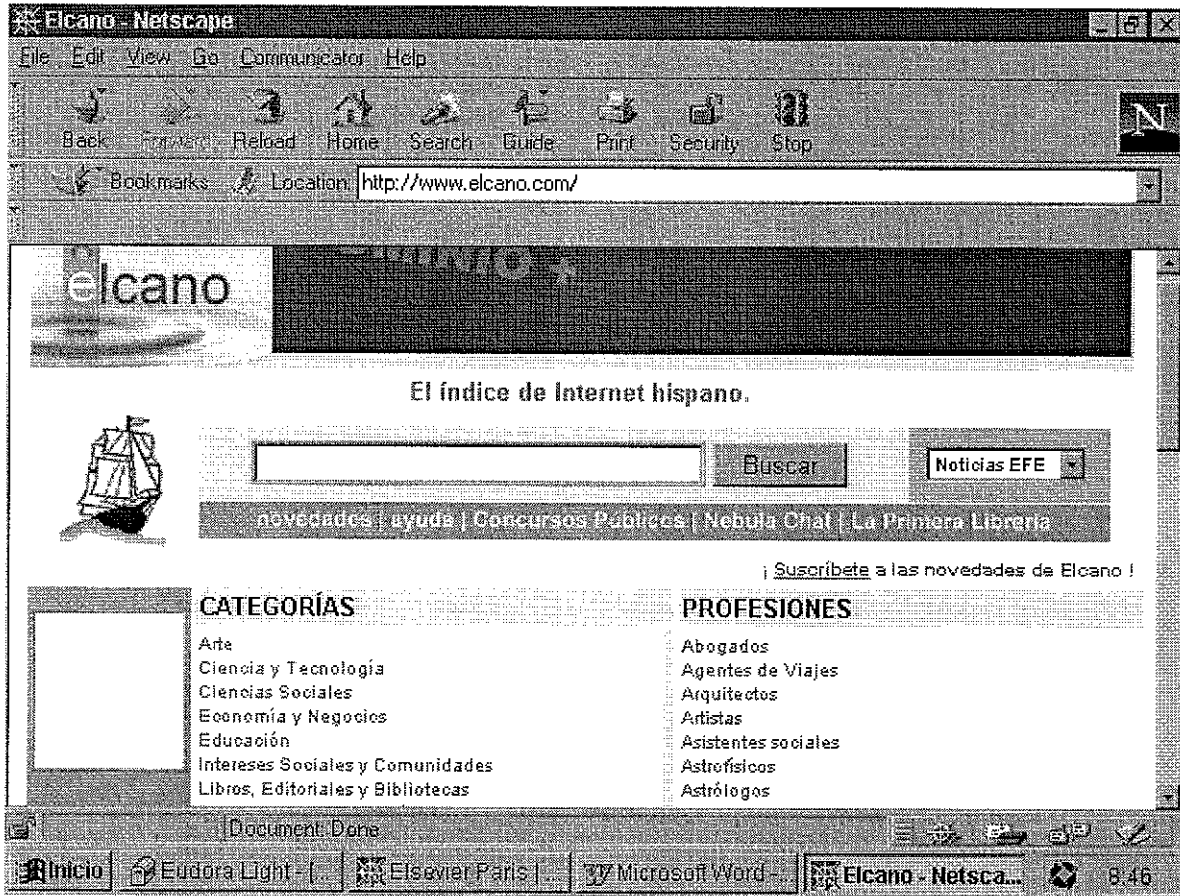 Elcano - Netscape
File Edit View Go Communicator Help
Back Forward Reload Home Search Guide Print Security Stop
N
Bookmarks Location: http://www.elcano.com/
elcano
El índice de Internet hispano.
Buscar Noticias EFE
novedades | ayuda | Concursos Públicos | Nebula Chat | La Primera Librería
¡ Suscríbete a las novedades de Elcano !
CATEGORÍAS
Arte
Ciencia y Tecnología
Ciencias Sociales
Economía y Negocios
Educación
Intereses Sociales y Comunidades
Libros, Editoriales y Bibliotecas
PROFESIONES
Abogados
Agentes de Viajes
Arquitectos
Artistas
Asistentes sociales
Astrofísicos
Astrólogos
Document: Done
Inicio Eudora Light - [... Elsevier Paris | ... Microsoft Word - ... Elcano - Netsca... 8:46